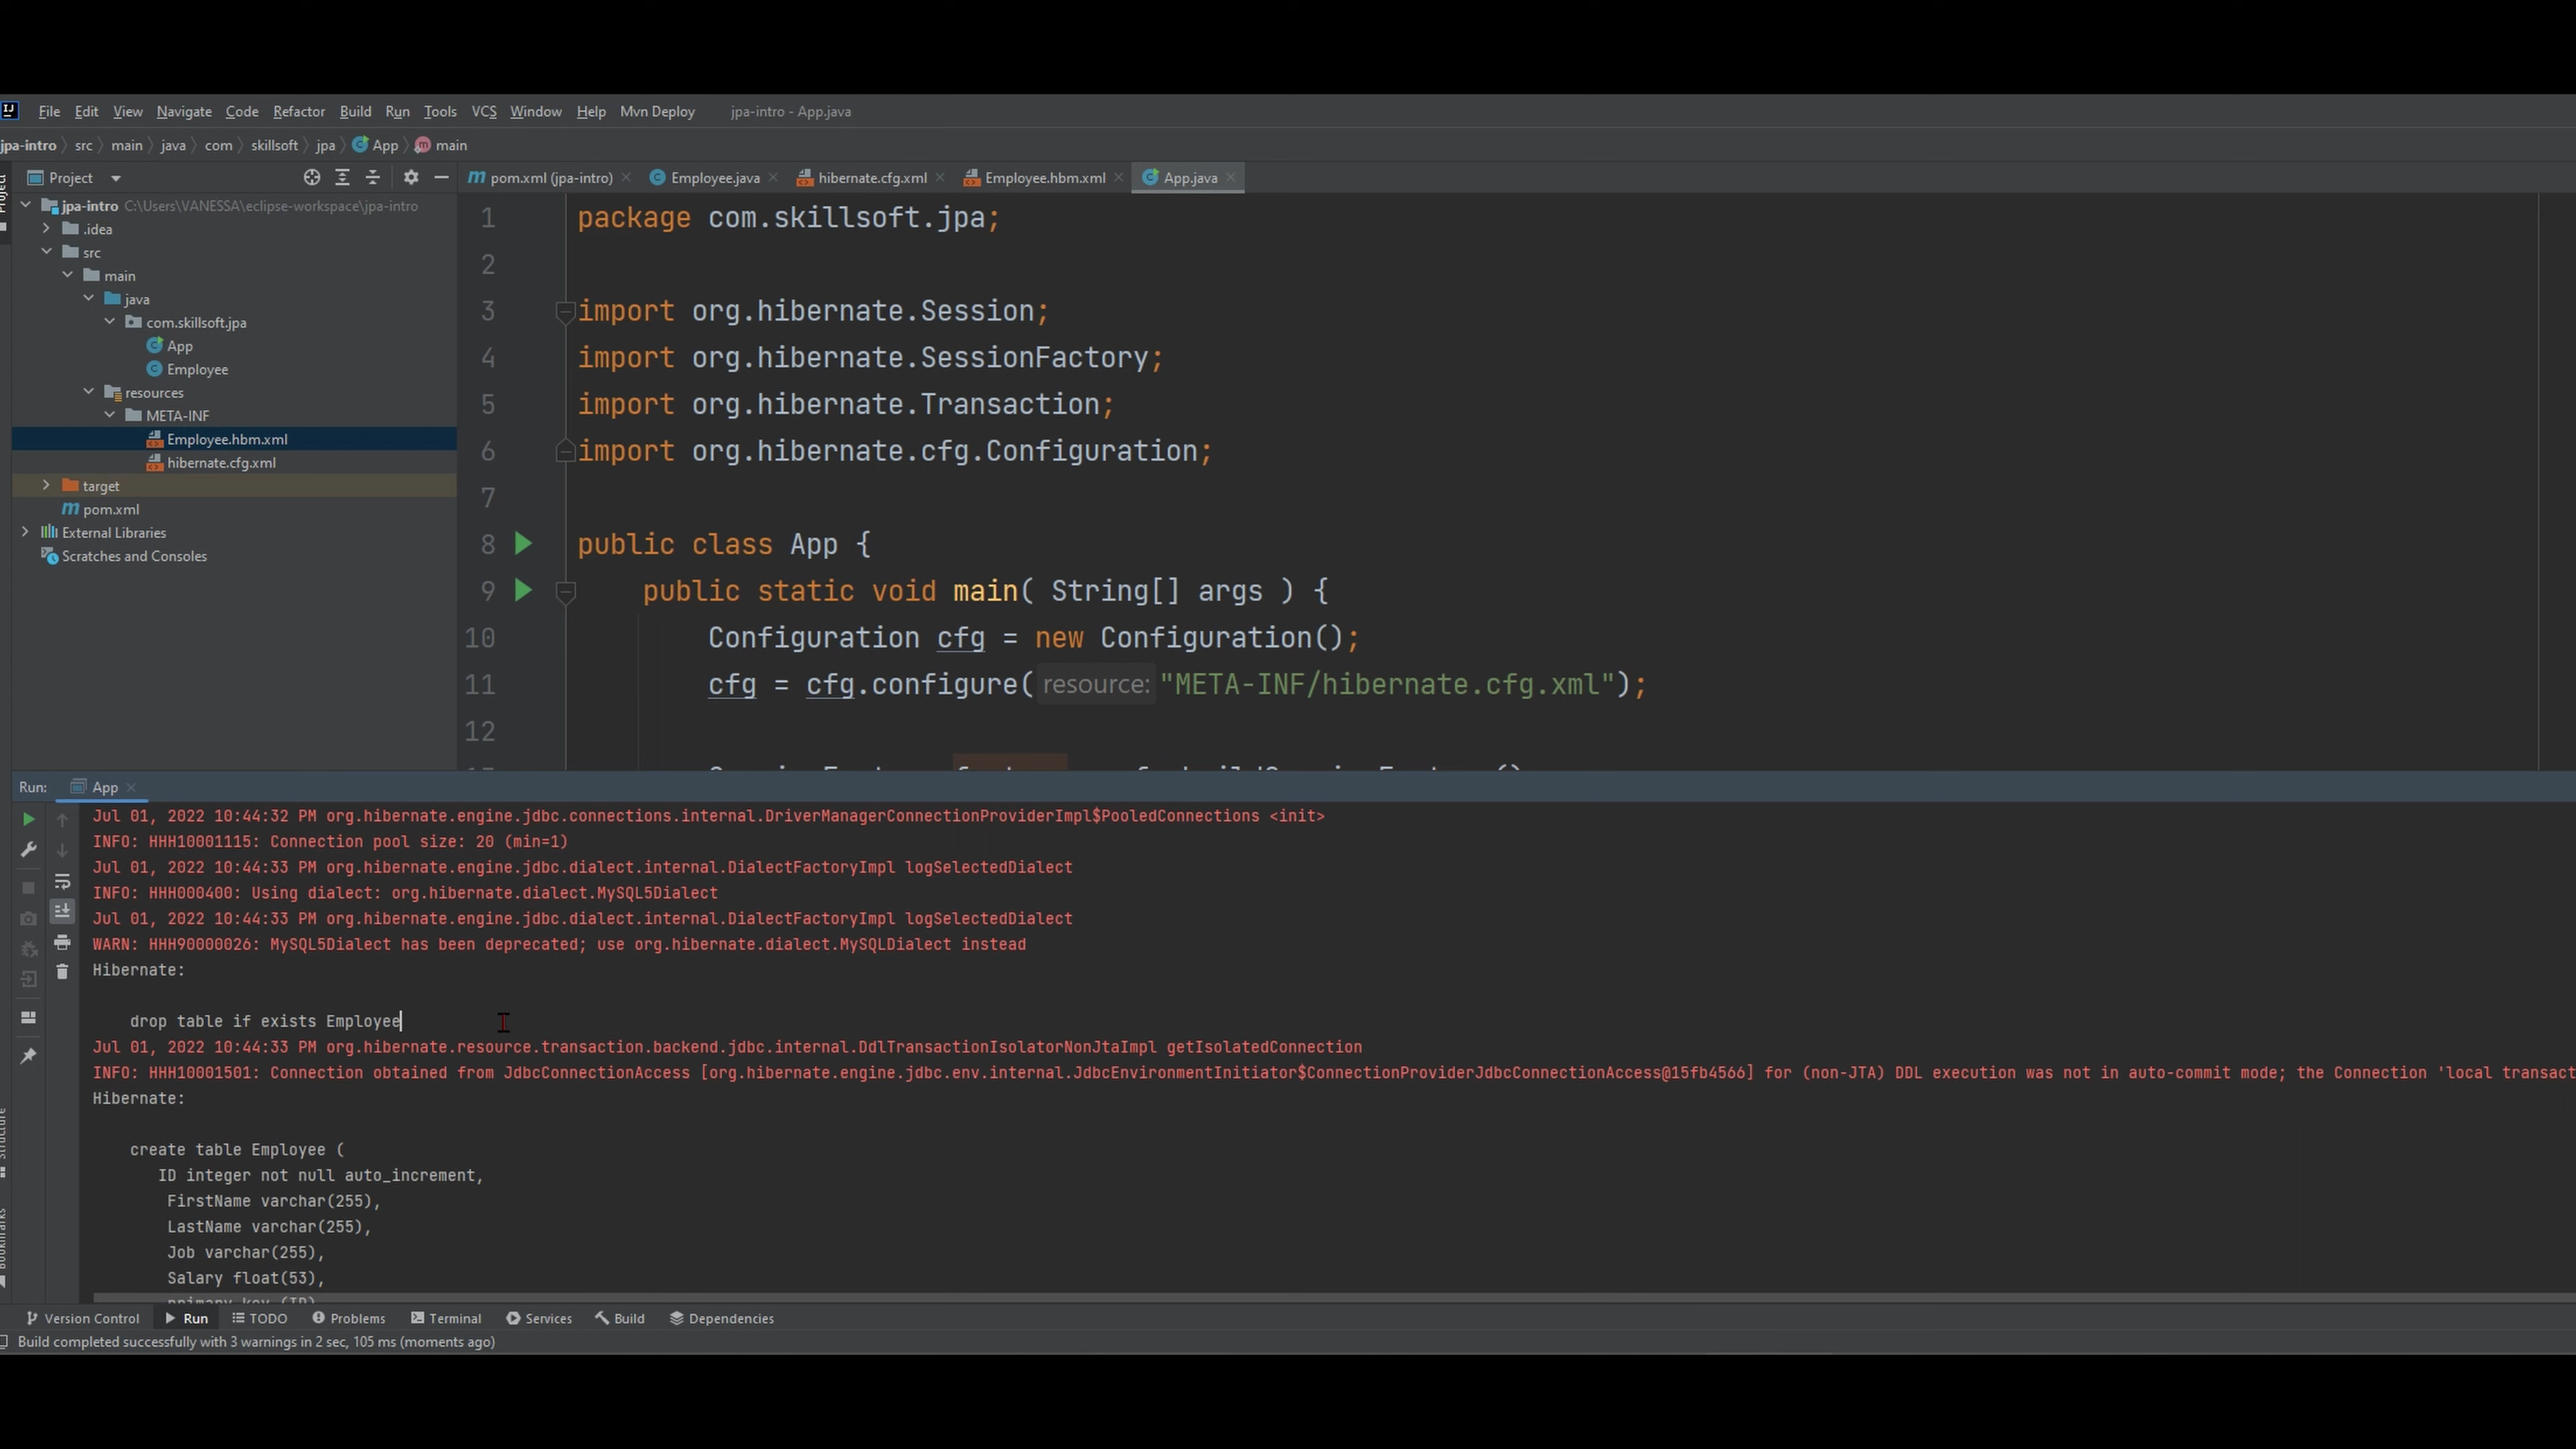 File Edit View Navigate Code Refactor Build Run Tools VCS Window Help Mvn Deploy jpa-intro - App.java
jpa-intro src main java com skillsoft jpa App main
Project
pom.xml (jpa-intro) Employee.java hibernate.cfg.xml Employee.hbm.xml App.java
Project
jpa-intro C:\Users\VANESSA\eclipse-workspace\jpa-intro
.idea
src
main
java
com.skillsoft.jpa
App
Employee
resources
META-INF
Employee.hbm.xml
hibernate.cfg.xml
target
pom.xml
External Libraries
Scratches and Consoles
1 package com.skillsoft.jpa;
2
3 import org.hibernate.Session;
4 import org.hibernate.SessionFactory;
5 import org.hibernate.Transaction;
6 import org.hibernate.cfg.Configuration;
7
8 public class App {
9 public static void main( String[] args ) {
10 Configuration cfg = new Configuration();
11 cfg = cfg.configure( resource: "META-INF/hibernate.cfg.xml");
12
Run: App
Jul 01, 2022 10:44:32 PM org.hibernate.engine.jdbc.connections.internal.DriverManagerConnectionProviderImpl$PooledConnections <init>
INFO: HHH10001115: Connection pool size: 20 (min=1)
Jul 01, 2022 10:44:33 PM org.hibernate.engine.jdbc.dialect.internal.DialectFactoryImpl logSelectedDialect
INFO: HHH000400: Using dialect: org.hibernate.dialect.MySQL5Dialect
Jul 01, 2022 10:44:33 PM org.hibernate.engine.jdbc.dialect.internal.DialectFactoryImpl logSelectedDialect
WARN: HHH90000026: MySQL5Dialect has been deprecated; use org.hibernate.dialect.MySQLDialect instead
Hibernate:
drop table if exists Employee
Jul 01, 2022 10:44:33 PM org.hibernate.resource.transaction.backend.jdbc.internal.DdlTransactionIsolatorNonJtaImpl getIsolatedConnection
INFO: HHH10001501: Connection obtained from JdbcConnectionAccess [org.hibernate.engine.jdbc.env.internal.JdbcEnvironmentInitiator$ConnectionProviderJdbcConnectionAccess@15fb4566] for (non-JTA) DDL execution was not in auto-commit mode; the Connection 'local transact
Hibernate:
create table Employee (
ID integer not null auto_increment,
FirstName varchar(255),
LastName varchar(255),
Job varchar(255),
Salary float(53),
Version Control Run TODO Problems Terminal Services Build Dependencies
Build completed successfully with 3 warnings in 2 sec, 105 ms (moments ago)